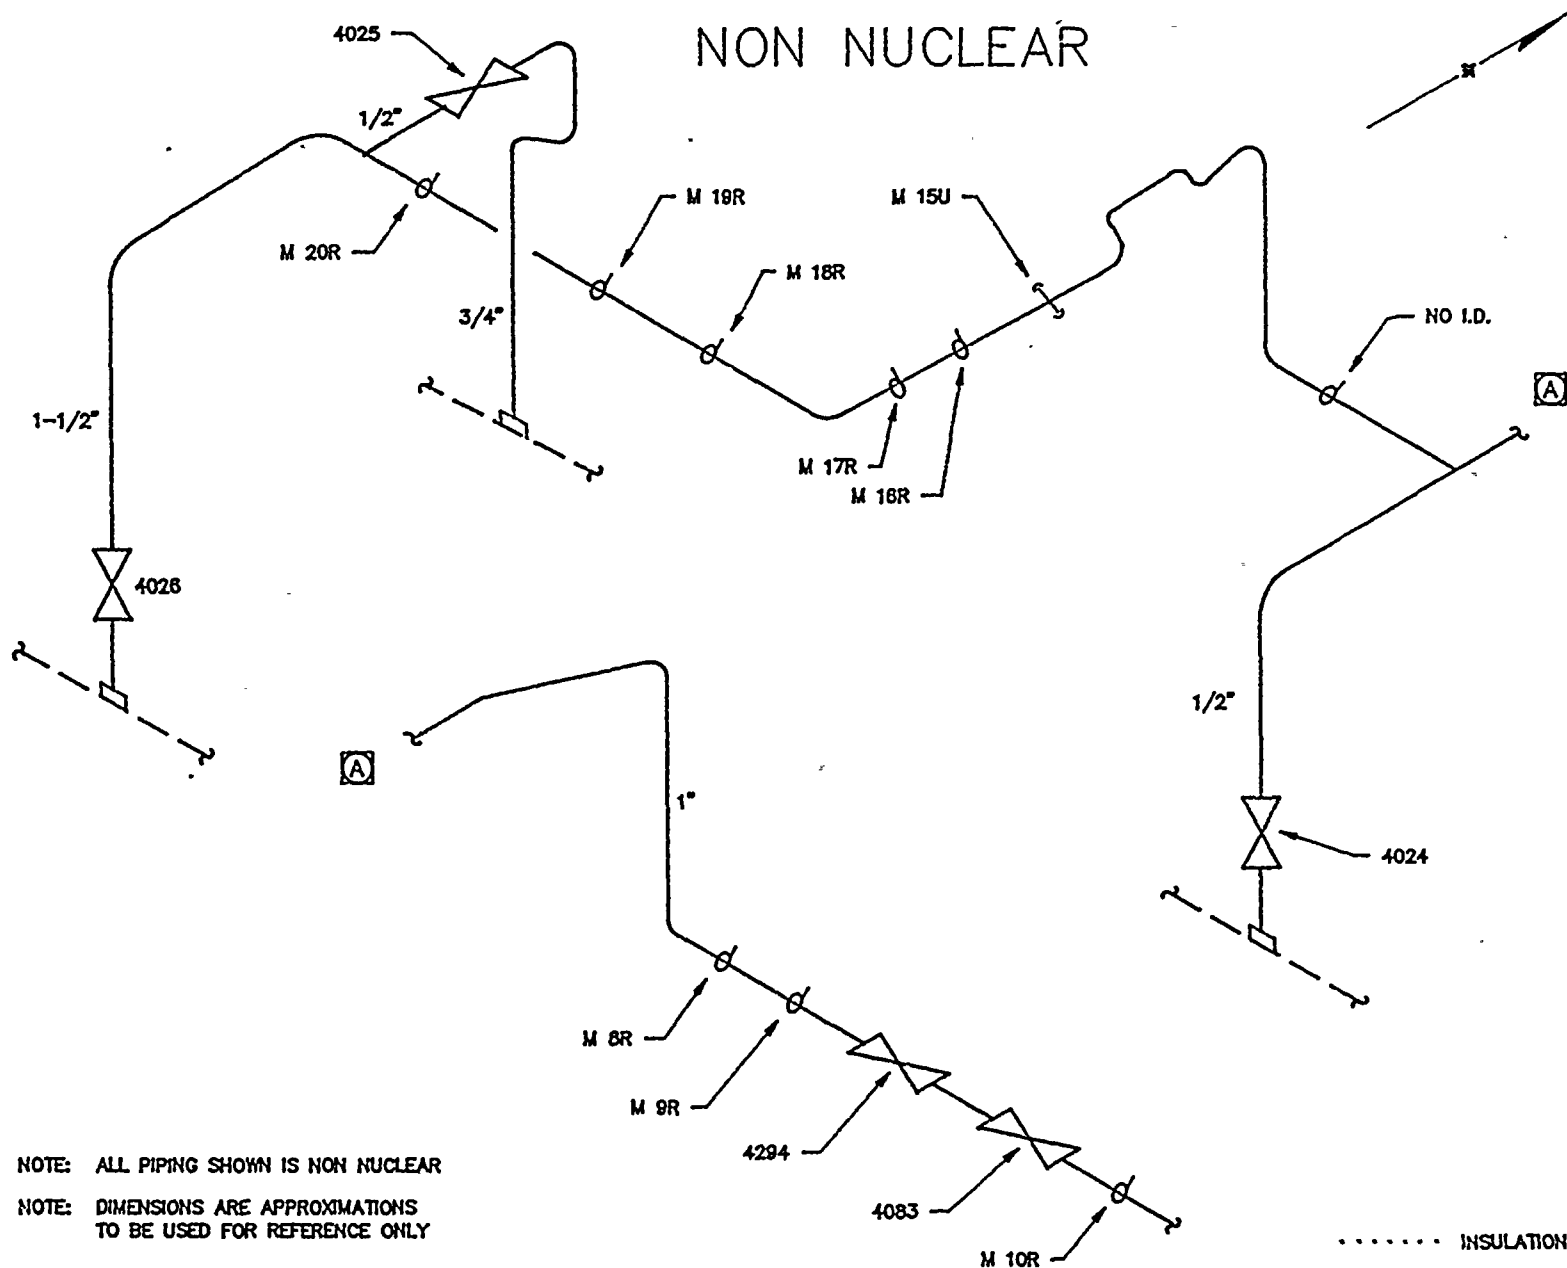 NON NUCLEAR
4025
1/2"
M 20R
M 19R
M 18R
M 15U
3/4"
NO I.D.
A
1-1/2"
M 17R
M 16R
4026
1/2"
A
1"
4024
M 8R
M 9R
4294
4083
M 10R
NOTE: ALL PIPING SHOWN IS NON NUCLEAR
NOTE: DIMENSIONS ARE APPROXIMATIONS
TO BE USED FOR REFERENCE ONLY
...... INSULATION